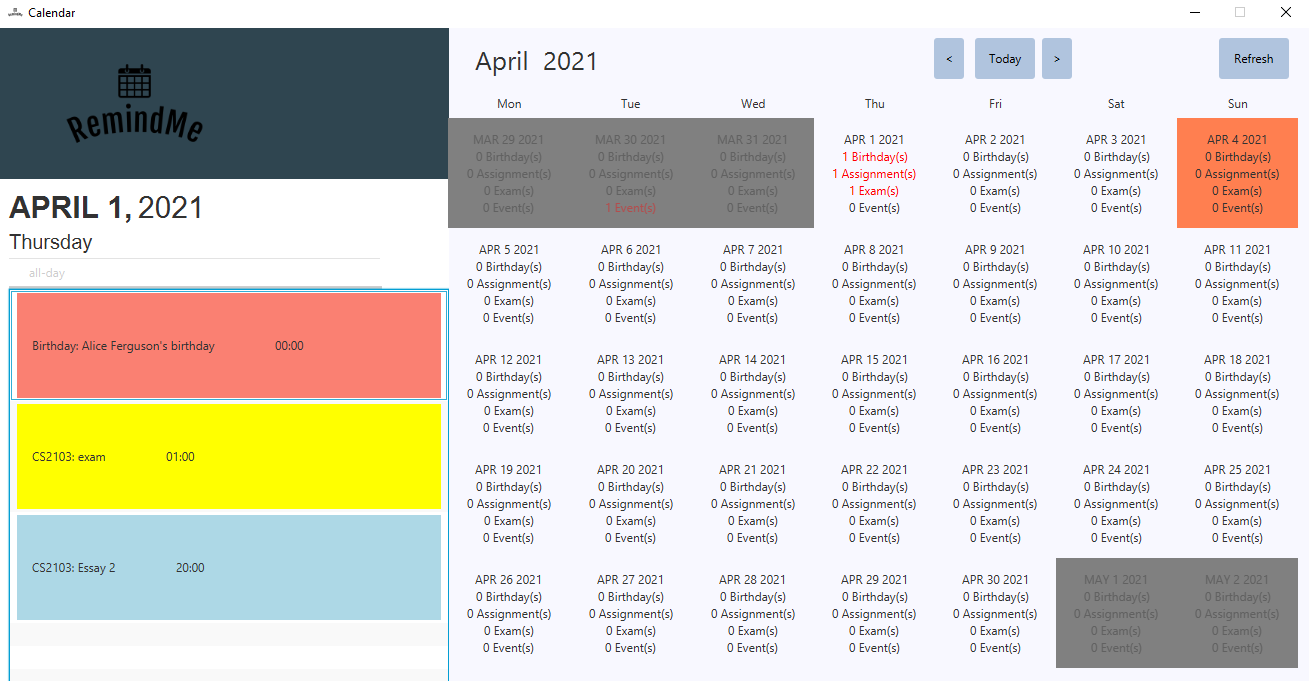 Calendar
RemindMe
APRIL 1, 2021
Thursday
all-day
Birthday: Alice Ferguson's birthday 00:00
CS2103: exam 01:00
CS2103: Essay 2 20:00
April 2021
< Today > Refresh
Mon Tue Wed Thu Fri Sat Sun
MAR 29 2021 MAR 30 2021 MAR 31 2021 APR 1 2021 APR 2 2021 APR 3 2021 APR 4 2021
0 Birthday(s) 0 Birthday(s) 0 Birthday(s) 1 Birthday(s) 0 Birthday(s) 0 Birthday(s) 0 Birthday(s)
0 Assignment(s) 0 Assignment(s) 0 Assignment(s) 1 Assignment(s) 0 Assignment(s) 0 Assignment(s) 0 Assignment(s)
0 Exam(s) 0 Exam(s) 0 Exam(s) 1 Exam(s) 0 Exam(s) 0 Exam(s) 0 Exam(s)
0 Event(s) 1 Event(s) 0 Event(s) 0 Event(s) 0 Event(s) 0 Event(s) 0 Event(s)
APR 5 2021 APR 6 2021 APR 7 2021 APR 8 2021 APR 9 2021 APR 10 2021 APR 11 2021
0 Birthday(s) 0 Birthday(s) 0 Birthday(s) 0 Birthday(s) 0 Birthday(s) 0 Birthday(s) 0 Birthday(s)
0 Assignment(s) 0 Assignment(s) 0 Assignment(s) 0 Assignment(s) 0 Assignment(s) 0 Assignment(s) 0 Assignment(s)
0 Exam(s) 0 Exam(s) 0 Exam(s) 0 Exam(s) 0 Exam(s) 0 Exam(s) 0 Exam(s)
0 Event(s) 0 Event(s) 0 Event(s) 0 Event(s) 0 Event(s) 0 Event(s) 0 Event(s)
APR 12 2021 APR 13 2021 APR 14 2021 APR 15 2021 APR 16 2021 APR 17 2021 APR 18 2021
0 Birthday(s) 0 Birthday(s) 0 Birthday(s) 0 Birthday(s) 0 Birthday(s) 0 Birthday(s) 0 Birthday(s)
0 Assignment(s) 0 Assignment(s) 0 Assignment(s) 0 Assignment(s) 0 Assignment(s) 0 Assignment(s) 0 Assignment(s)
0 Exam(s) 0 Exam(s) 0 Exam(s) 0 Exam(s) 0 Exam(s) 0 Exam(s) 0 Exam(s)
0 Event(s) 0 Event(s) 0 Event(s) 0 Event(s) 0 Event(s) 0 Event(s) 0 Event(s)
APR 19 2021 APR 20 2021 APR 21 2021 APR 22 2021 APR 23 2021 APR 24 2021 APR 25 2021
0 Birthday(s) 0 Birthday(s) 0 Birthday(s) 0 Birthday(s) 0 Birthday(s) 0 Birthday(s) 0 Birthday(s)
0 Assignment(s) 0 Assignment(s) 0 Assignment(s) 0 Assignment(s) 0 Assignment(s) 0 Assignment(s) 0 Assignment(s)
0 Exam(s) 0 Exam(s) 0 Exam(s) 0 Exam(s) 0 Exam(s) 0 Exam(s) 0 Exam(s)
0 Event(s) 0 Event(s) 0 Event(s) 0 Event(s) 0 Event(s) 0 Event(s) 0 Event(s)
APR 26 2021 APR 27 2021 APR 28 2021 APR 29 2021 APR 30 2021 MAY 1 2021 MAY 2 2021
0 Birthday(s) 0 Birthday(s) 0 Birthday(s) 0 Birthday(s) 0 Birthday(s) 0 Birthday(s) 0 Birthday(s)
0 Assignment(s) 0 Assignment(s) 0 Assignment(s) 0 Assignment(s) 0 Assignment(s) 0 Assignment(s) 0 Assignment(s)
0 Exam(s) 0 Exam(s) 0 Exam(s) 0 Exam(s) 0 Exam(s) 0 Exam(s) 0 Exam(s)
0 Event(s) 0 Event(s) 0 Event(s) 0 Event(s) 0 Event(s) 0 Event(s) 0 Event(s)